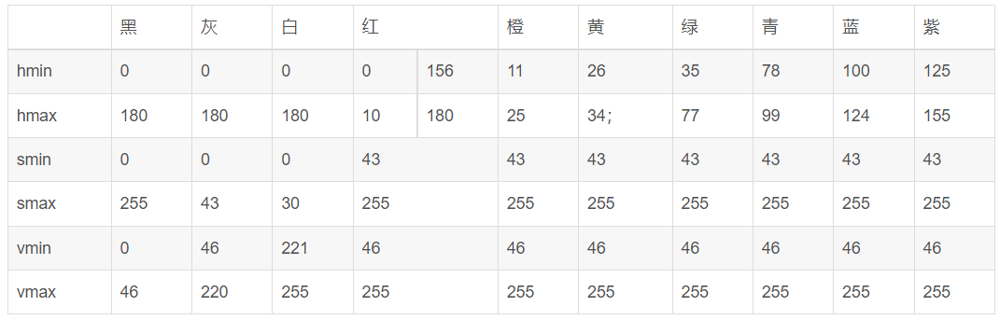 黑 灰 白 红 橙 黄 绿 青 蓝 紫
hmin 0 0 0 0 156 11 26 35 78 100 125
hmax 180 180 180 10 180 25 34； 77 99 124 155
smin 0 0 0 43 43 43 43 43 43 43
smax 255 43 30 255 255 255 255 255 255 255
vmin 0 46 221 46 46 46 46 46 46 46
vmax 46 220 255 255 255 255 255 255 255 255